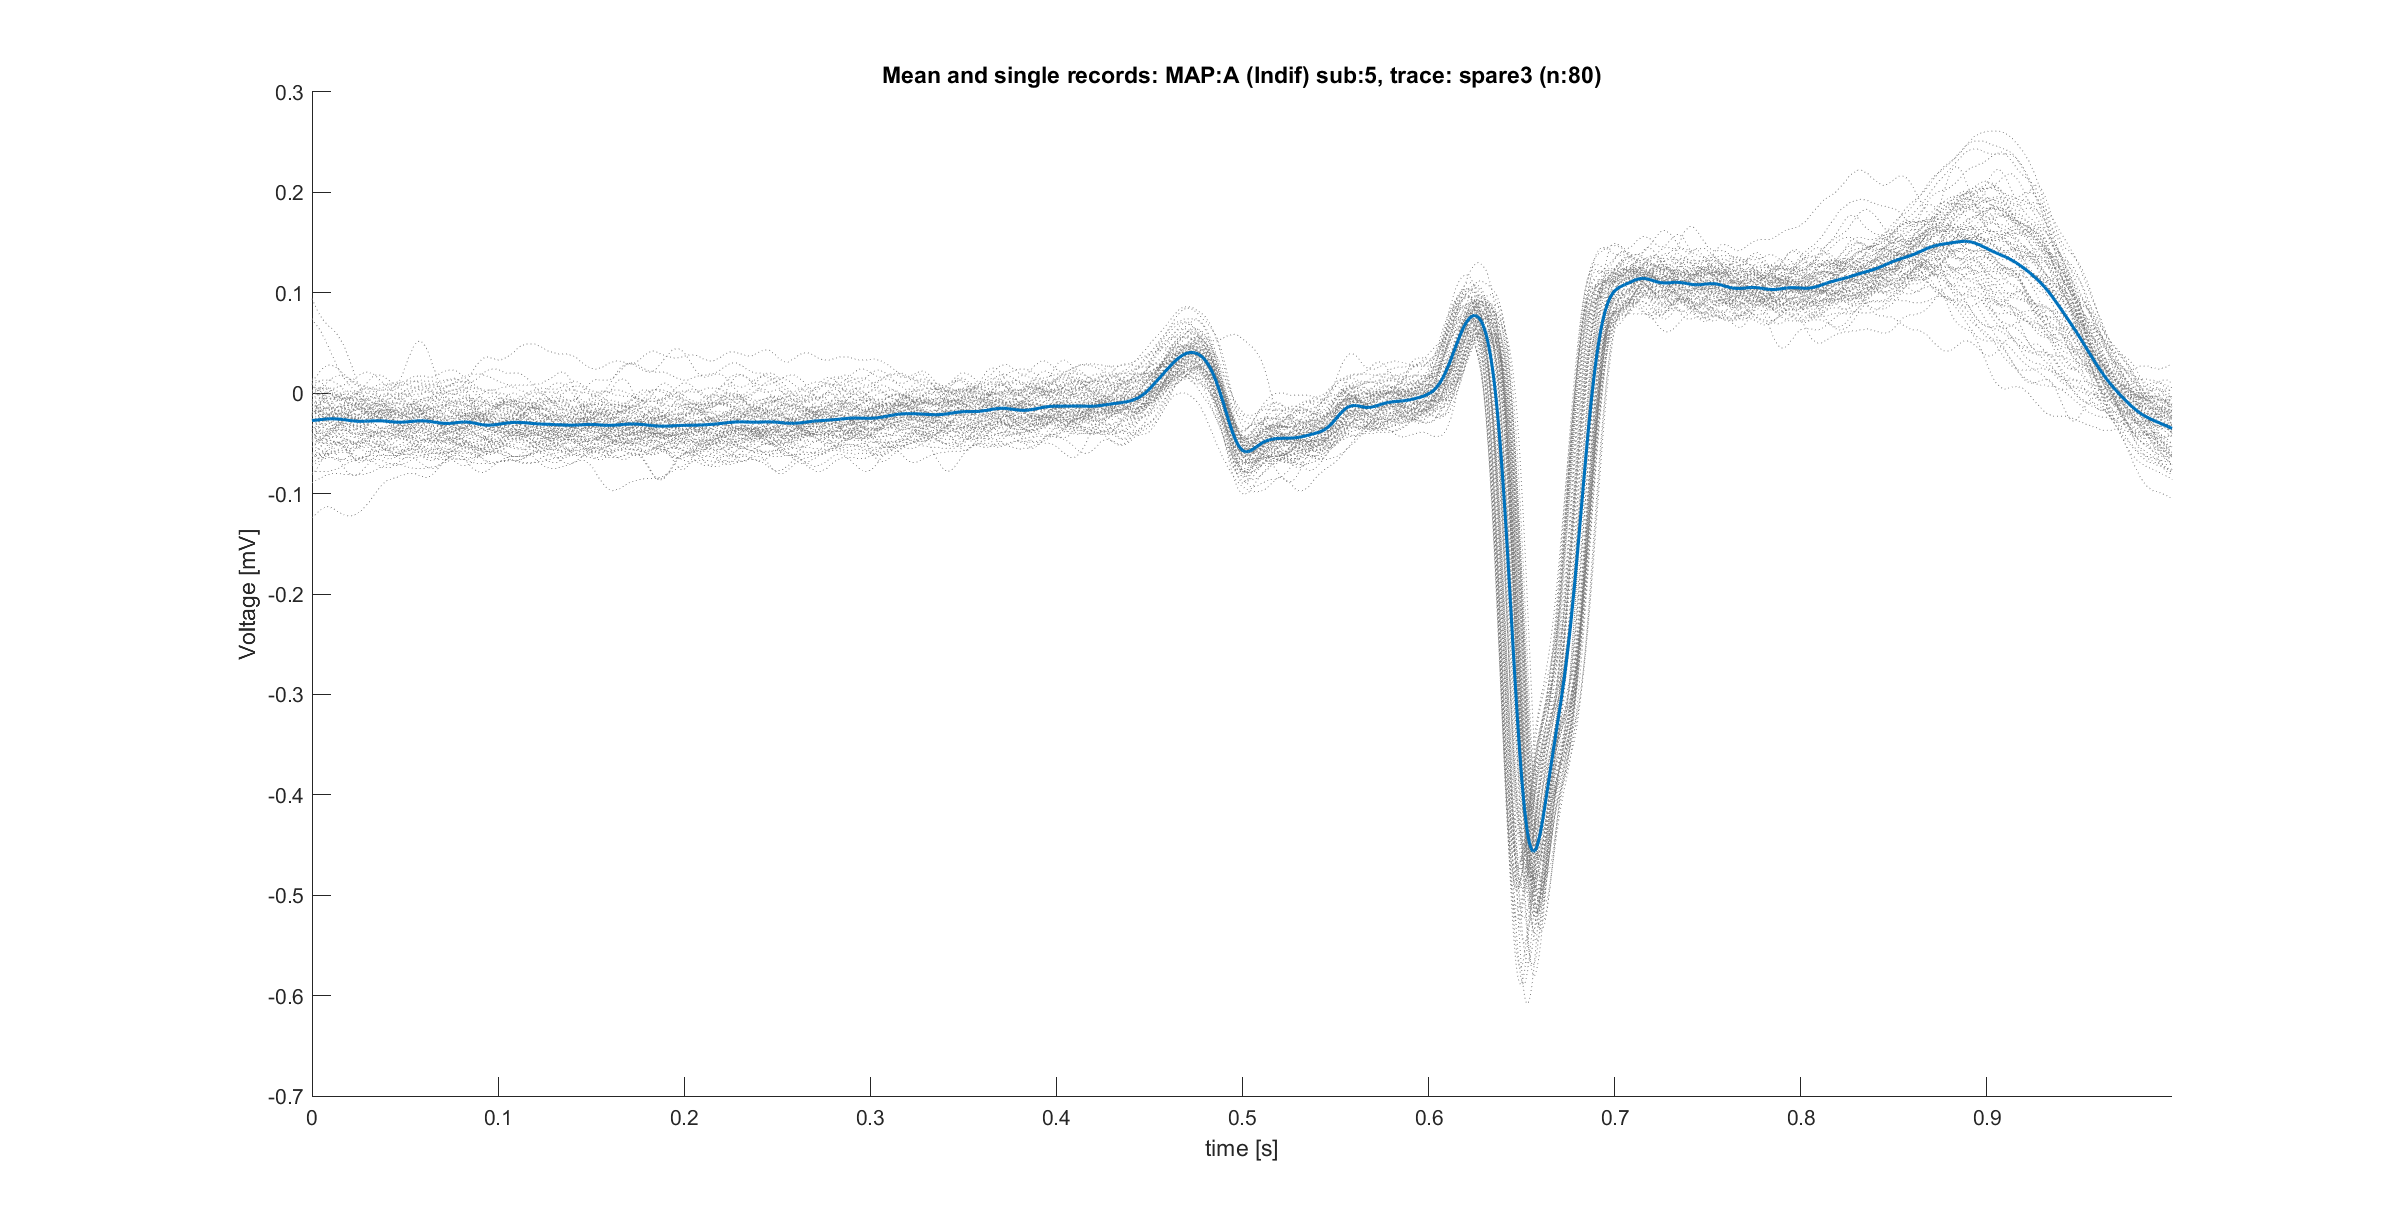 Mean and single records: MAP:A (Indif) sub:5, trace: spare3 (n:80)
0.3
0.2
0.1
0
-0.1
-0.2
-0.3
-0.4
-0.5
-0.6
-0.7
Voltage [mV]
0 0.1 0.2 0.3 0.4 0.5 0.6 0.7 0.8 0.9
time [s]